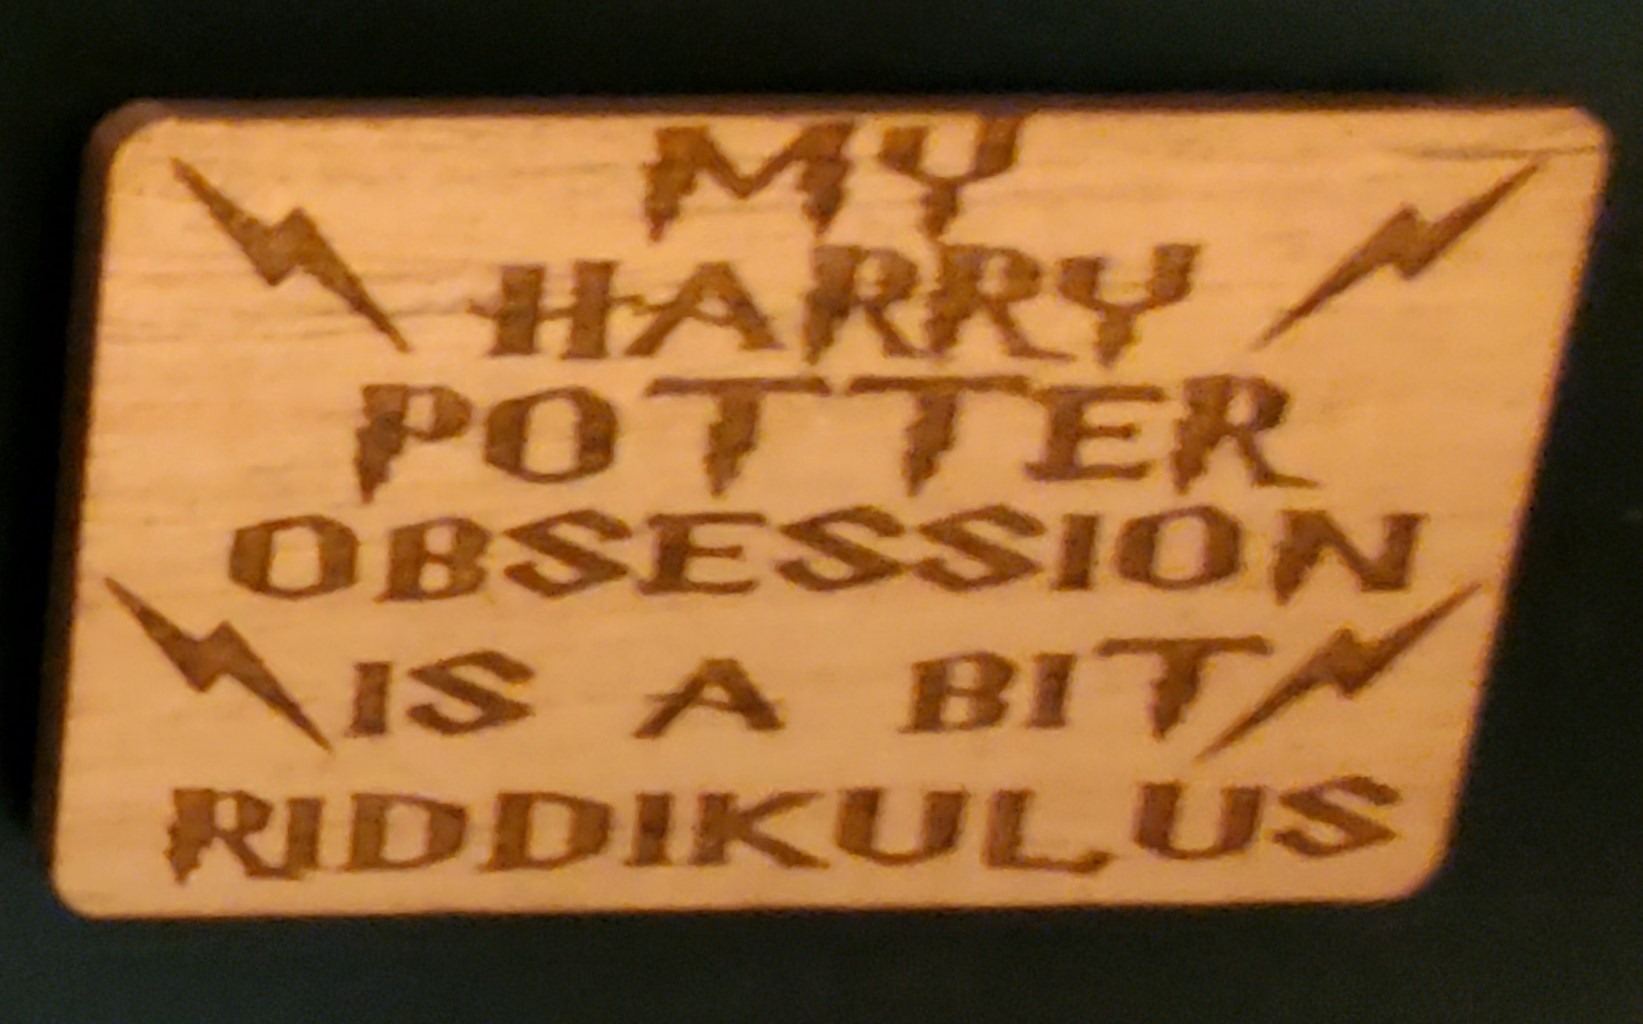 MY
HARRY
POTTER
OBSESSION
IS A BIT
RIDDIKULUS